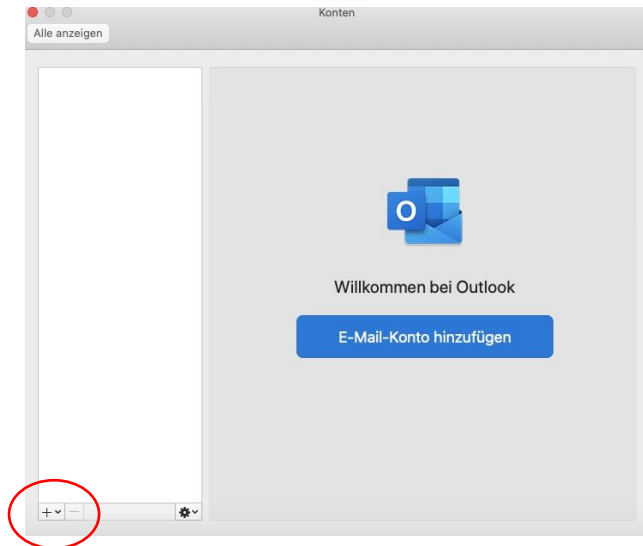 Konten
Alle anzeigen
O
Willkommen bei Outlook
E-Mail-Konto hinzufügen